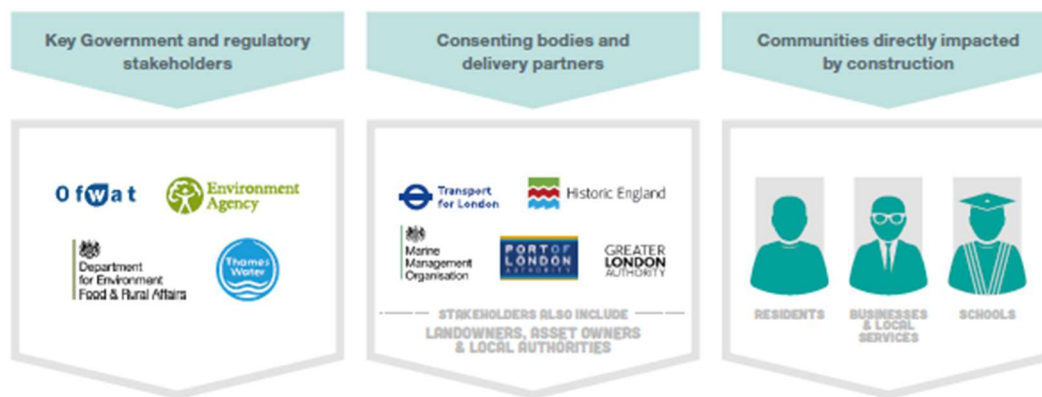 Key Government and regulatory
stakeholders
Ofwat
Environment
Agency
Department
for Environment
Food & Rural Affairs
Thames
Water
Consenting bodies and
delivery partners
Transport
for London
Historic England
Marine
Management
Organisation
PORT OF
LONDON
AUTHORITY
GREATER
LONDON
AUTHORITY
STAKEHOLDERS ALSO INCLUDE
LANDOWNERS, ASSET OWNERS
& LOCAL AUTHORITIES
Communities directly impacted
by construction
RESIDENTS
BUSINESSES
& LOCAL
SERVICES
SCHOOLS